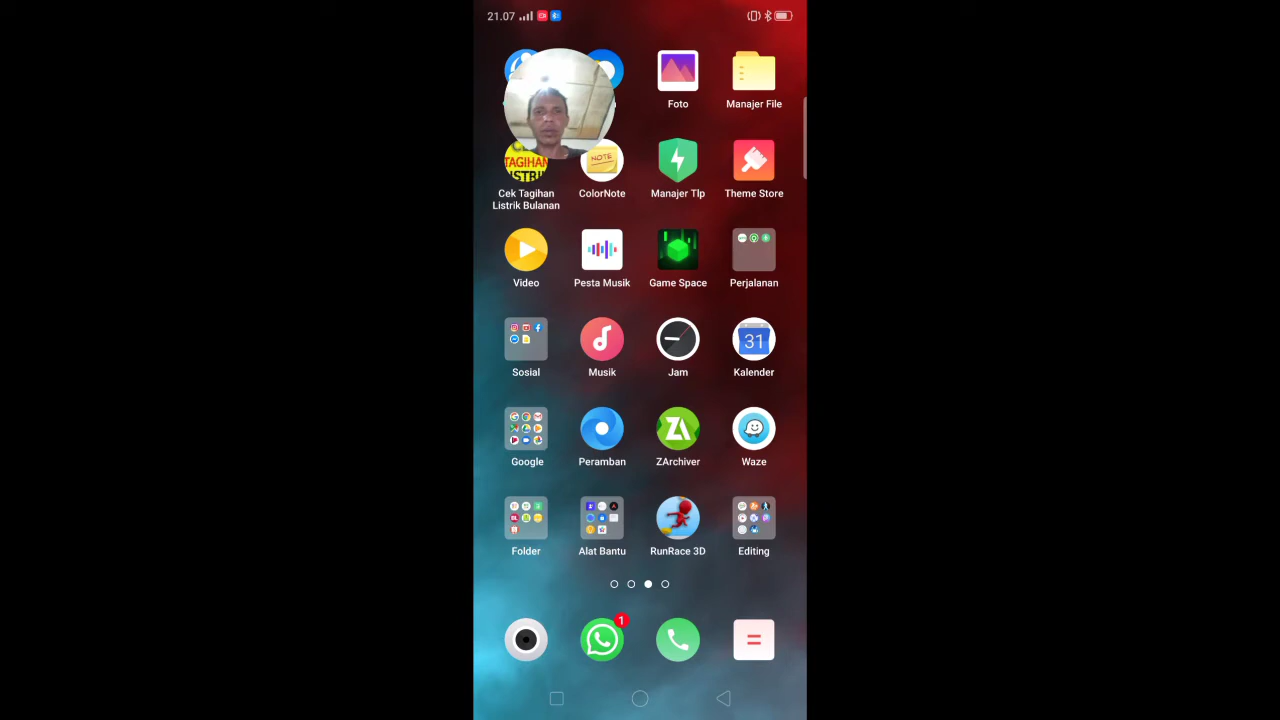 21.07
Foto
Manajer File
TAGIHAN
LISTRIK
NOTE
Cek Tagihan
Listrik Bulanan
ColorNote
Manajer Tlp
Theme Store
Video
Pesta Musik
Game Space
Perjalanan
31
Sosial
Musik
Jam
Kalender
ZA
Google
Peramban
ZArchiver
Waze
Folder
Alat Bantu
RunRace 3D
Editing
1